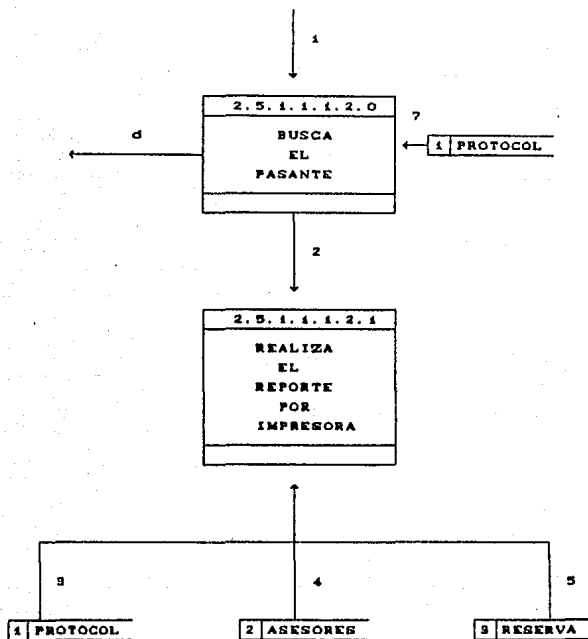 1
2.5.1.1.1.2.0
d
7
BUSCA
EL
PASANTE
1 PROTOCOL
2
2.5.1.1.1.2.1
REALIZA
EL
REPORTE
POR
IMPRESORA
3
4
5
1 PROTOCOL
2 ASESORES
3 RESERVA